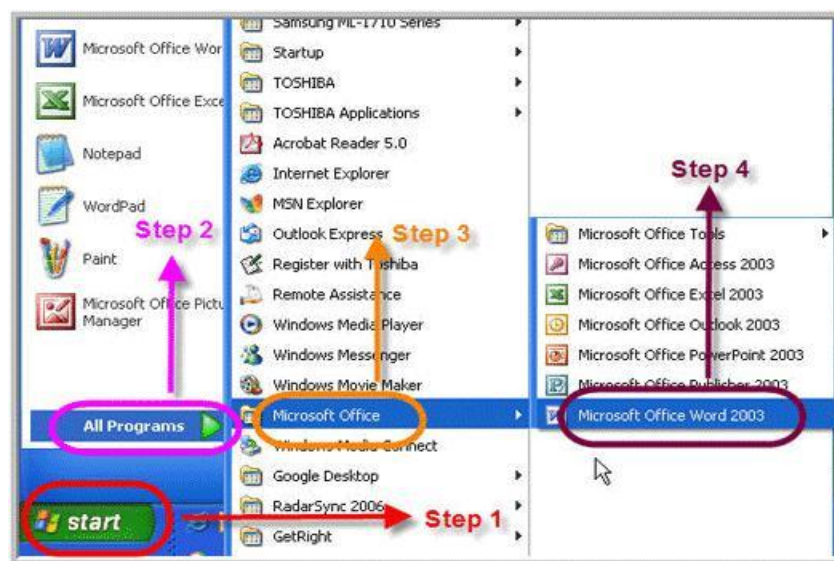 Microsoft Office Wor
Microsoft Office Exce
Notepad
WordPad
Step 2
Paint
Microsoft Office Pictu
Manager
All Programs
start
Samsung ML-1710 Series
Startup
TOSHIBA
TOSHIBA Applications
Acrobat Reader 5.0
Internet Explorer
MSN Explorer
Outlook Express
Step 3
Register with Toshiba
Remote Assistance
Windows Media Player
Windows Messenger
Windows Movie Maker
Microsoft Office
Windows Media Connect
Google Desktop
RadarSync 2006
Step 1
GetRight
Step 4
Microsoft Office Tools
Microsoft Office Access 2003
Microsoft Office Excel 2003
Microsoft Office Outlook 2003
Microsoft Office PowerPoint 2003
Microsoft Office Publisher 2003
Microsoft Office Word 2003